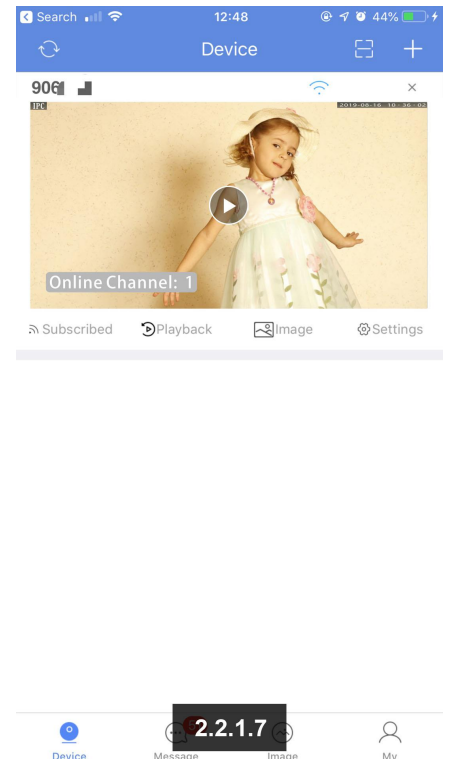 Search 12:48 44%
Device
906
IPC 2019-06-16 10:36:02
Online Channel: 1
Subscribed Playback Image Settings
2.2.1.7
Device Message Image My